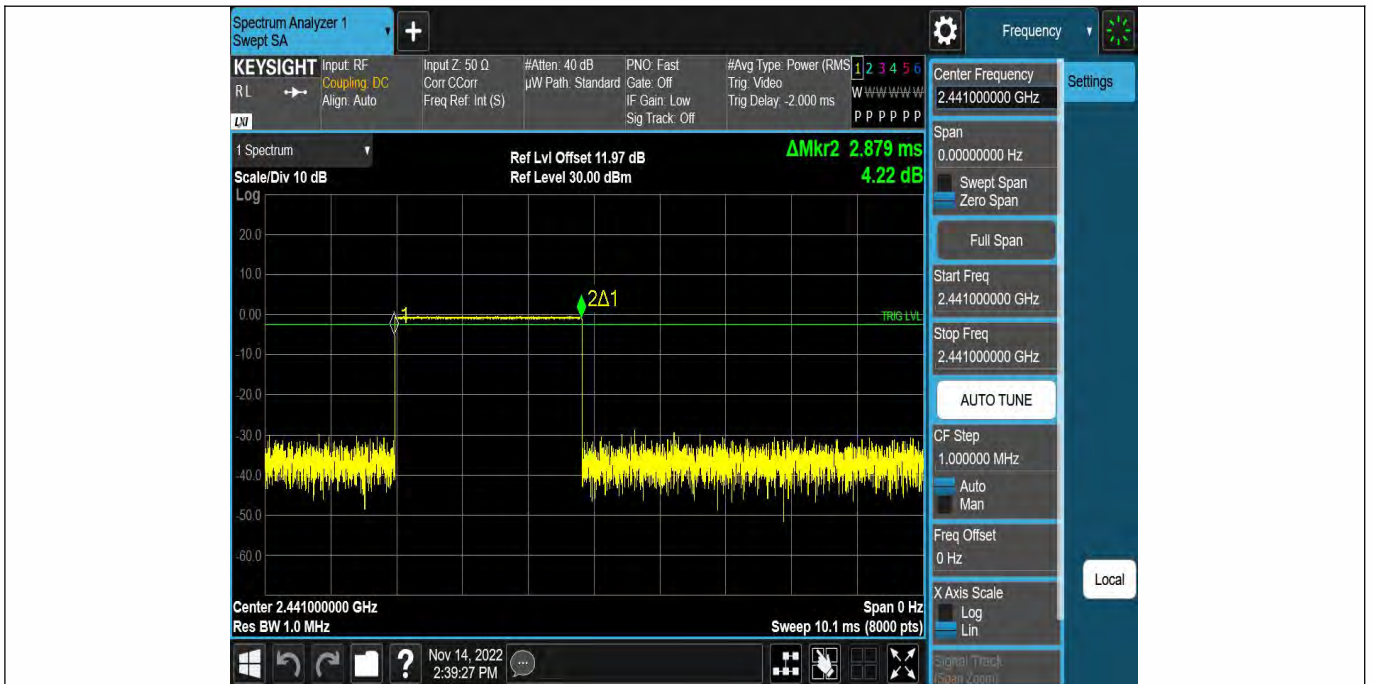 Spectrum Analyzer 1
Swept SA
+
Frequency
KEYSIGHT
RL
LXI
Input: RF
Coupling: DC
Align: Auto
Input Z: 50 Ω
Corr CCorr
Freq Ref: Int (S)
#Atten: 40 dB
µW Path: Standard
PNO: Fast
Gate: Off
IF Gain: Low
Sig Track: Off
#Avg Type: Power (RMS
Trig: Video
Trig Delay: -2.000 ms
1 2 3 4 5 6
W W W W W W
P P P P P P
1 Spectrum
Scale/Div 10 dB
Log
Ref Lvl Offset 11.97 dB
Ref Level 30.00 dBm
ΔMkr2 2.879 ms
4.22 dB
20.0
10.0
0.00
-10.0
-20.0
-30.0
-40.0
-50.0
-60.0
1
2Δ1
TRIG LVL
Center 2.441000000 GHz
Res BW 1.0 MHz
Span 0 Hz
Sweep 10.1 ms (8000 pts)
Center Frequency
2.441000000 GHz
Settings
Span
0.00000000 Hz
Swept Span
Zero Span
Full Span
Start Freq
2.441000000 GHz
Stop Freq
2.441000000 GHz
AUTO TUNE
CF Step
1.000000 MHz
Auto
Man
Freq Offset
0 Hz
X Axis Scale
Log
Lin
Signal Track
(Span Zoom)
Local
?
Nov 14, 2022
2:39:27 PM